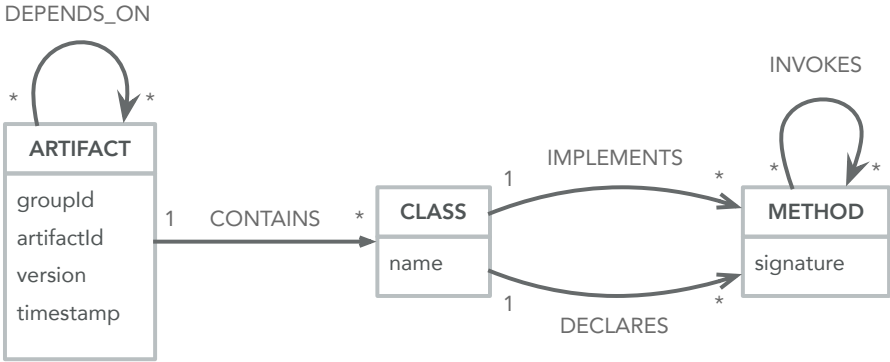 DEPENDS_ON
* *
ARTIFACT
groupId
artifactId
version
timestamp
1 CONTAINS *
CLASS
name
1 IMPLEMENTS *
1 DECLARES *
INVOKES
* *
METHOD
signature